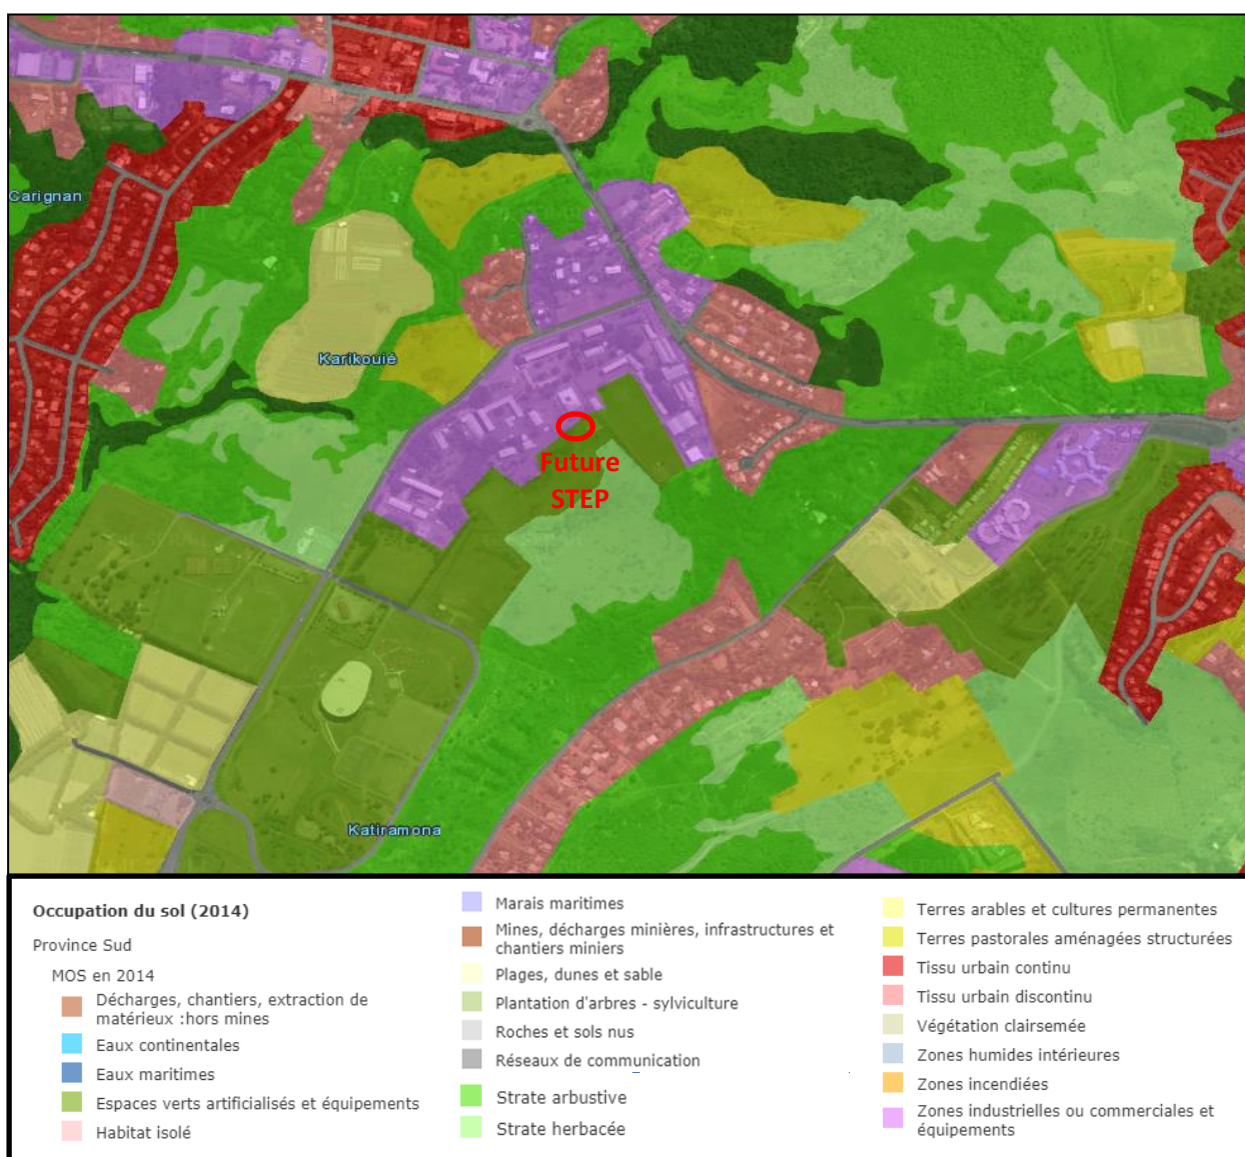 Carignan
Karikouié
Future
STEP
Katiramona
Occupation du sol (2014)
Province Sud
MOS en 2014
Décharges, chantiers, extraction de
matérieux :hors mines
Eaux continentales
Eaux maritimes
Espaces verts artificialisés et équipements
Habitat isolé
Marais maritimes
Mines, décharges minières, infrastructures et
chantiers miniers
Plages, dunes et sable
Plantation d'arbres - sylviculture
Roches et sols nus
Réseaux de communication
Strate arbustive
Strate herbacée
Terres arables et cultures permanentes
Terres pastorales aménagées structurées
Tissu urbain continu
Tissu urbain discontinu
Végétation clairsemée
Zones humides intérieures
Zones incendiées
Zones industrielles ou commerciales et
équipements